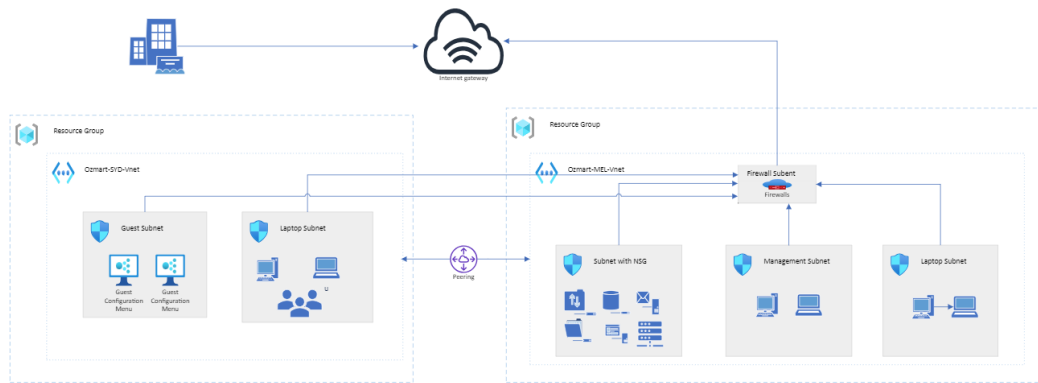 Internet gateway
Resource Group
Ozmart-SYD-Vnet
Guest Subnet
Guest
Configuration
Menu
Guest
Configuration
Menu
Laptop Subnet
U
Peering
Resource Group
Ozmart-MEL-Vnet
Firewall Subent
Firewalls
Subnet with NSG
Management Subnet
Laptop Subnet